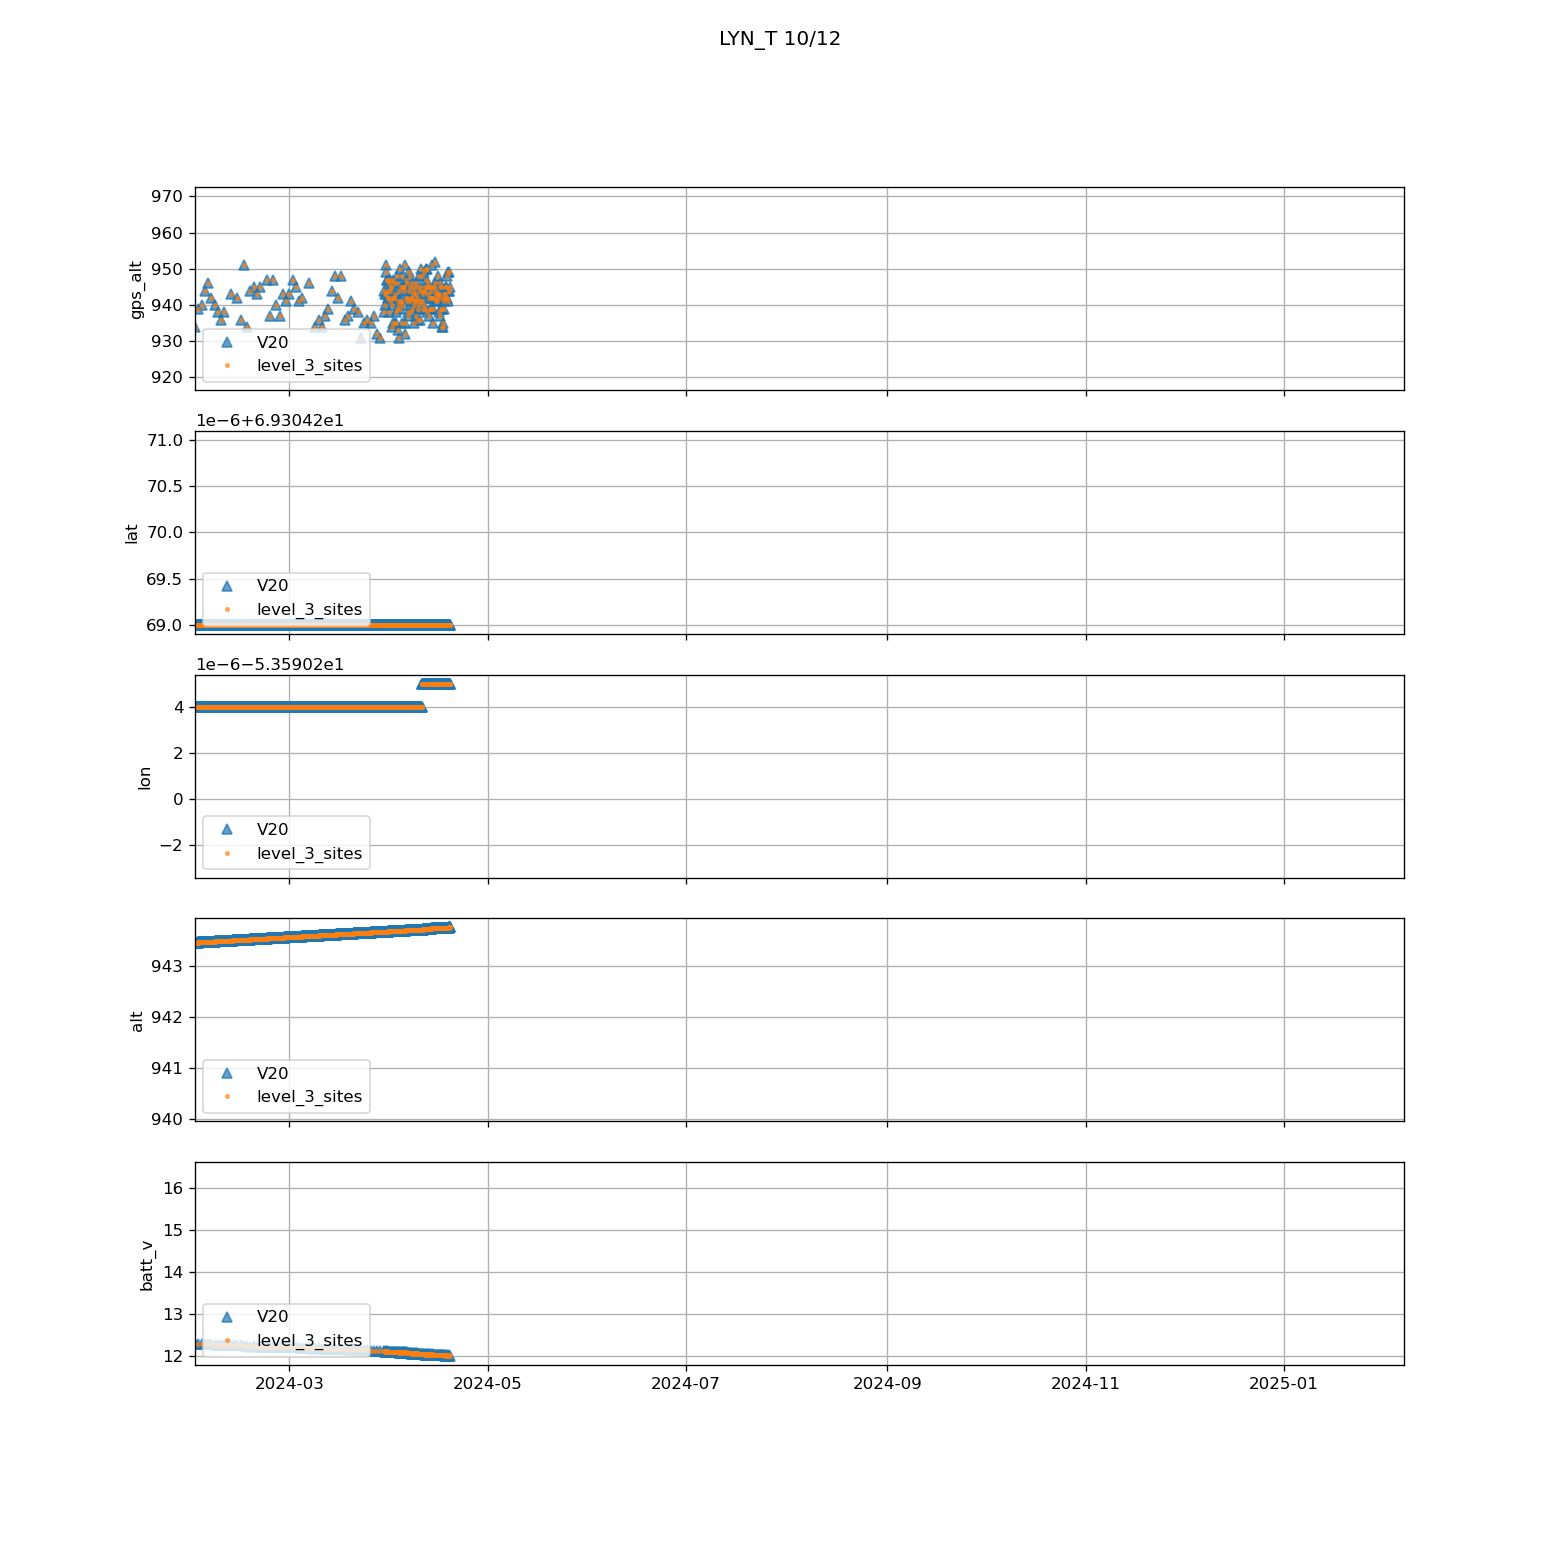 LYN_T 10/12
970
960
950
940
930
920
gps_alt
V20
level_3_sites
1e−6+6.93042e1
71.0
70.5
70.0
69.5
69.0
lat
V20
level_3_sites
1e−6−5.35902e1
4
2
0
−2
lon
V20
level_3_sites
943
942
941
940
alt
V20
level_3_sites
16
15
14
13
12
batt_v
V20
level_3_sites
2024-03 2024-05 2024-07 2024-09 2024-11 2025-01